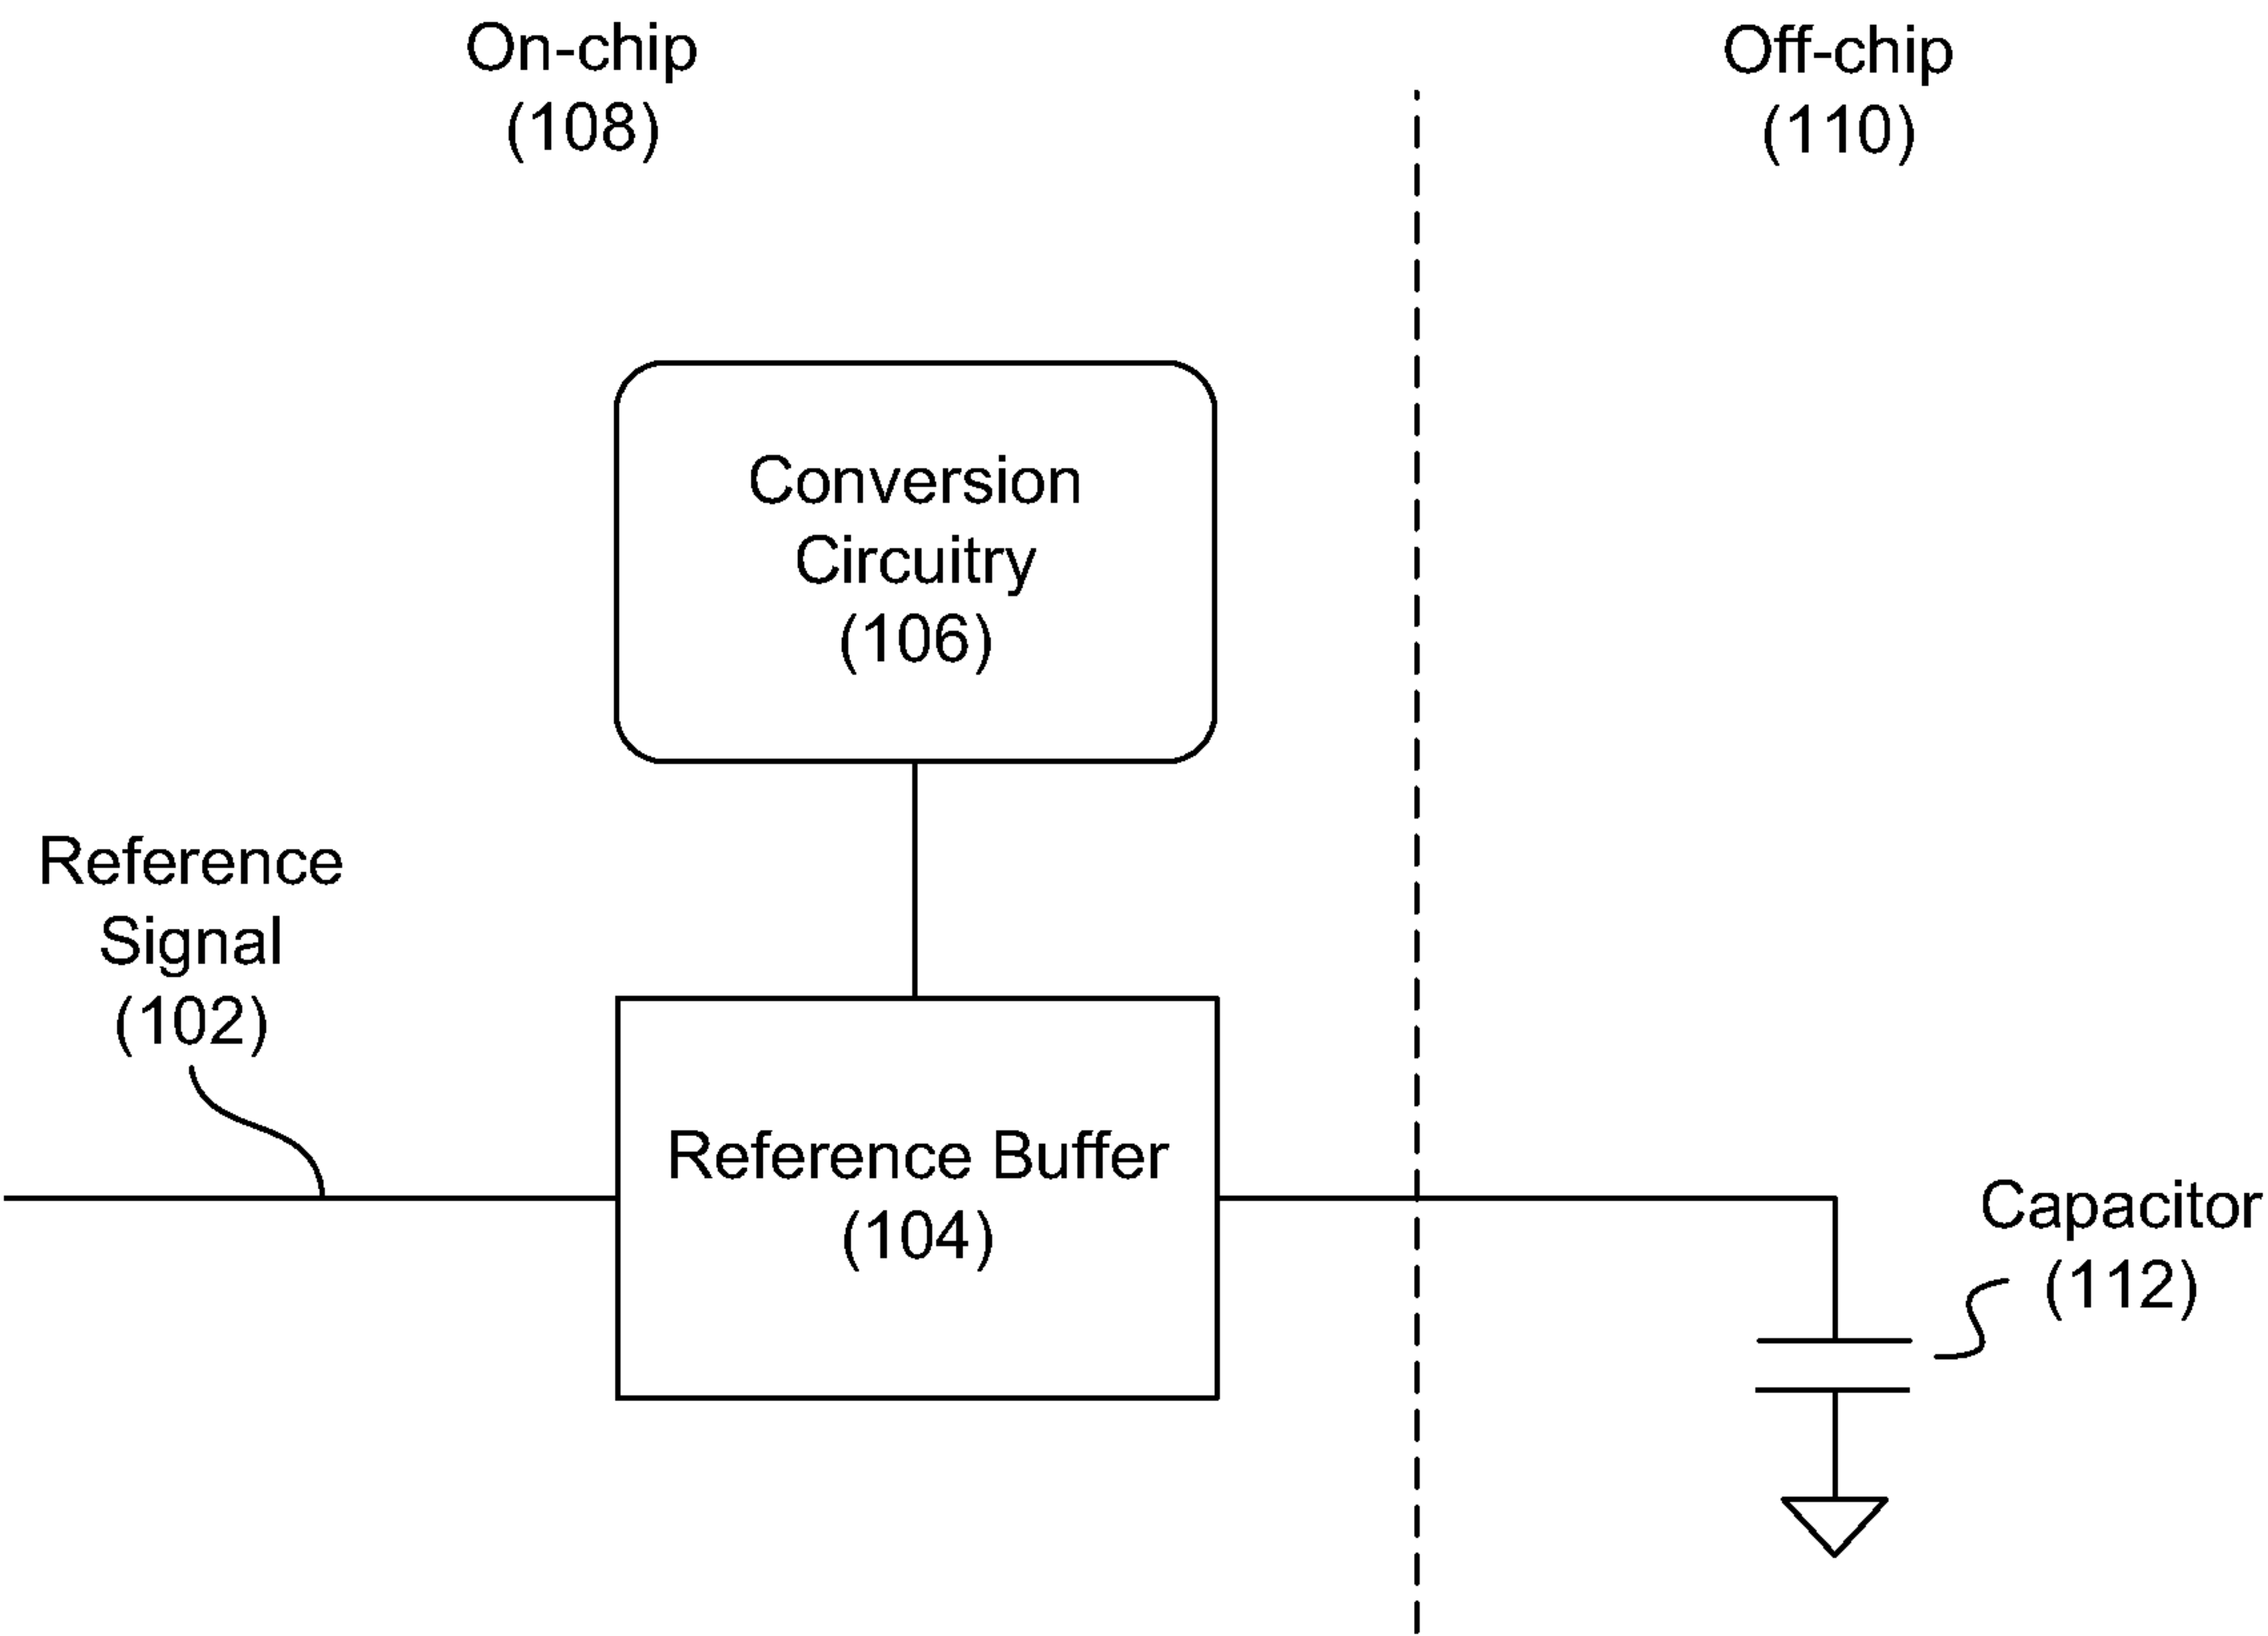 On-chip
(108)
Off-chip
(110)
Conversion
Circuitry
(106)
Reference
Signal
(102)
Reference Buffer
(104)
Capacitor
(112)